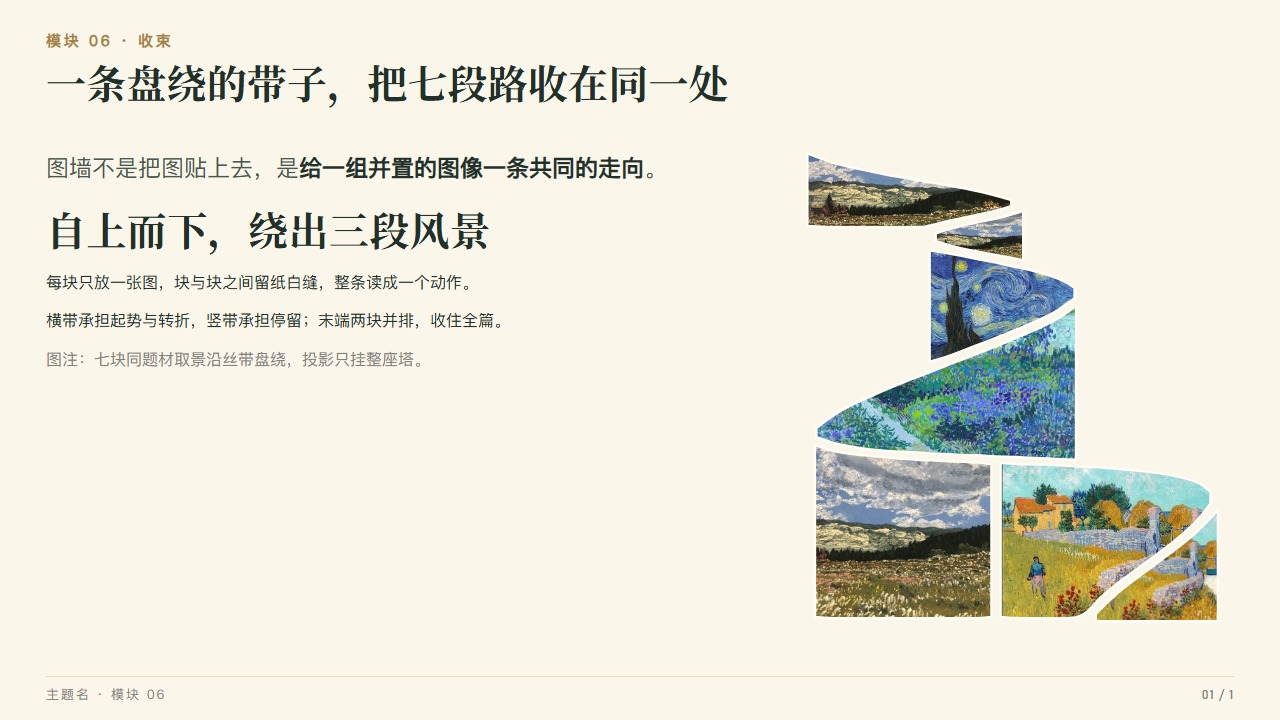 模块 06 · 收束
一条盘绕的带子，把七段路收在同一处
图墙不是把图贴上去，是给一组并置的图像一条共同的走向。
自上而下，绕出三段风景
每块只放一张图，块与块之间留纸白缝，整条读成一个动作。
横带承担起势与转折，竖带承担停留；末端两块并排，收住全篇。
图注：七块同题材取景沿丝带盘绕，投影只挂整座塔。
主题名 · 模块 06
01 / 1